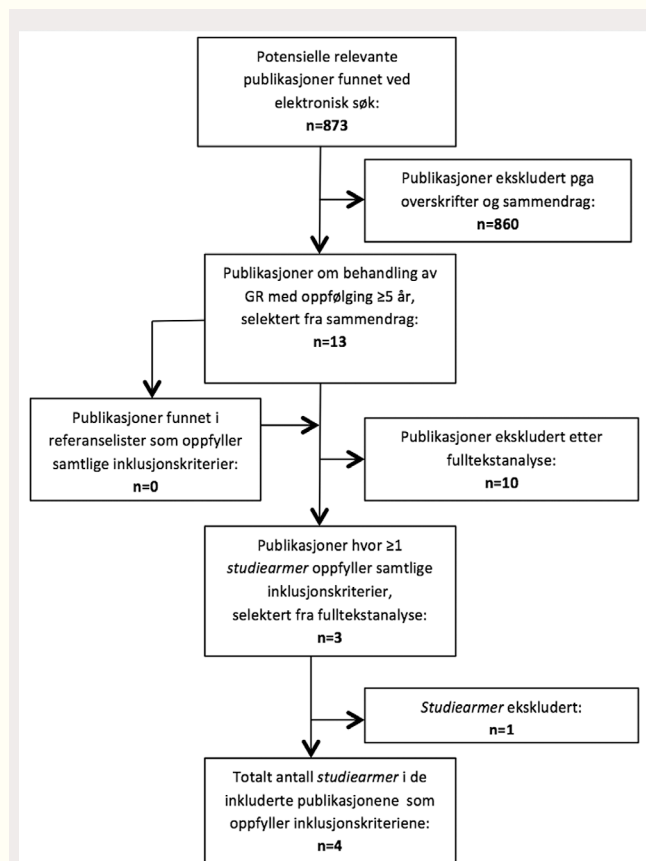 Potensielle relevante
publikasjoner funnet ved
elektronisk søk:
n=873
Publikasjoner ekskludert pga
overskrifter og sammendrag:
n=860
Publikasjoner om behandling av
GR med oppfølging ≥5 år,
selektert fra sammendrag:
n=13
Publikasjoner funnet i
referanselister som oppfyller
samtlige inklusjonskriterier:
n=0
Publikasjoner ekskludert etter
fulltekstanalyse:
n=10
Publikasjoner hvor ≥1
studiearmer oppfyller samtlige
inklusjonskriterier,
selektert fra fulltekstanalyse:
n=3
Studiearmer ekskludert:
n=1
Totalt antall studiearmer i de
inkluderte publikasjonene som
oppfyller inklusjonskriteriene:
n=4